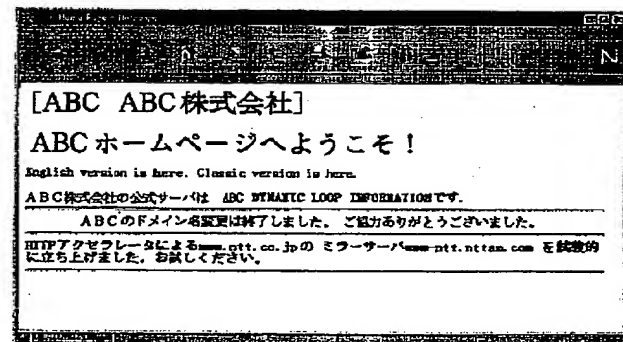 [ABC ABC株式会社]
ABCホームページへようこそ!
English version is here. Classic version is here.
ABC株式会社の公式サーバは ABC DYNAMIC LOOP INFORMATIONです.
ABCのドメイン名変更は終了しました。ご協力ありがとうございました。
HTTPアクセラレータによるwww.ntt.co.jpの ミラーサーバwww-ntt.nttam.com を試験的
に立ち上げました。お試しください。
N